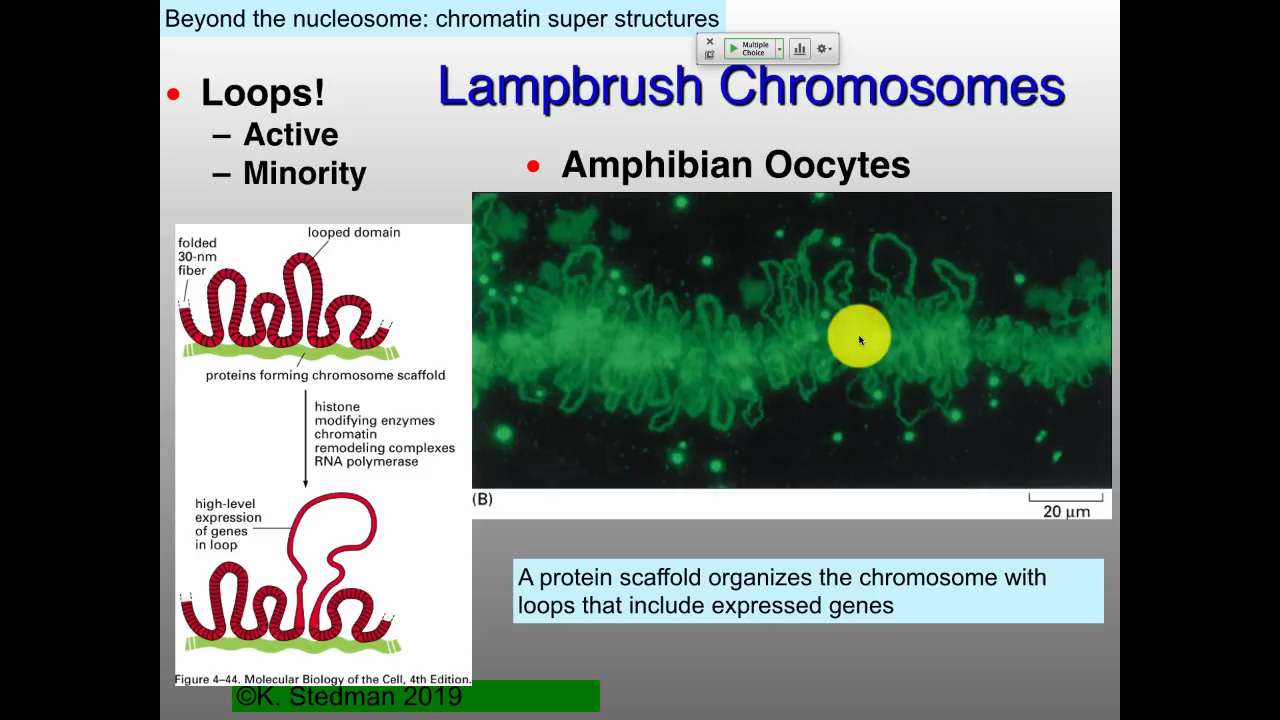 Beyond the nucleosome: chromatin super structures
Multiple
Choice
Lampbrush Chromosomes
• Loops!
– Active
– Minority
• Amphibian Oocytes
looped domain
folded
30-nm
fiber
proteins forming chromosome scaffold
histone
modifying enzymes
chromatin
remodeling complexes
RNA polymerase
high-level
expression
of genes
in loop
Figure 4–44. Molecular Biology of the Cell, 4th Edition.
(B)
20 µm
A protein scaffold organizes the chromosome with
loops that include expressed genes
©K. Stedman 2019